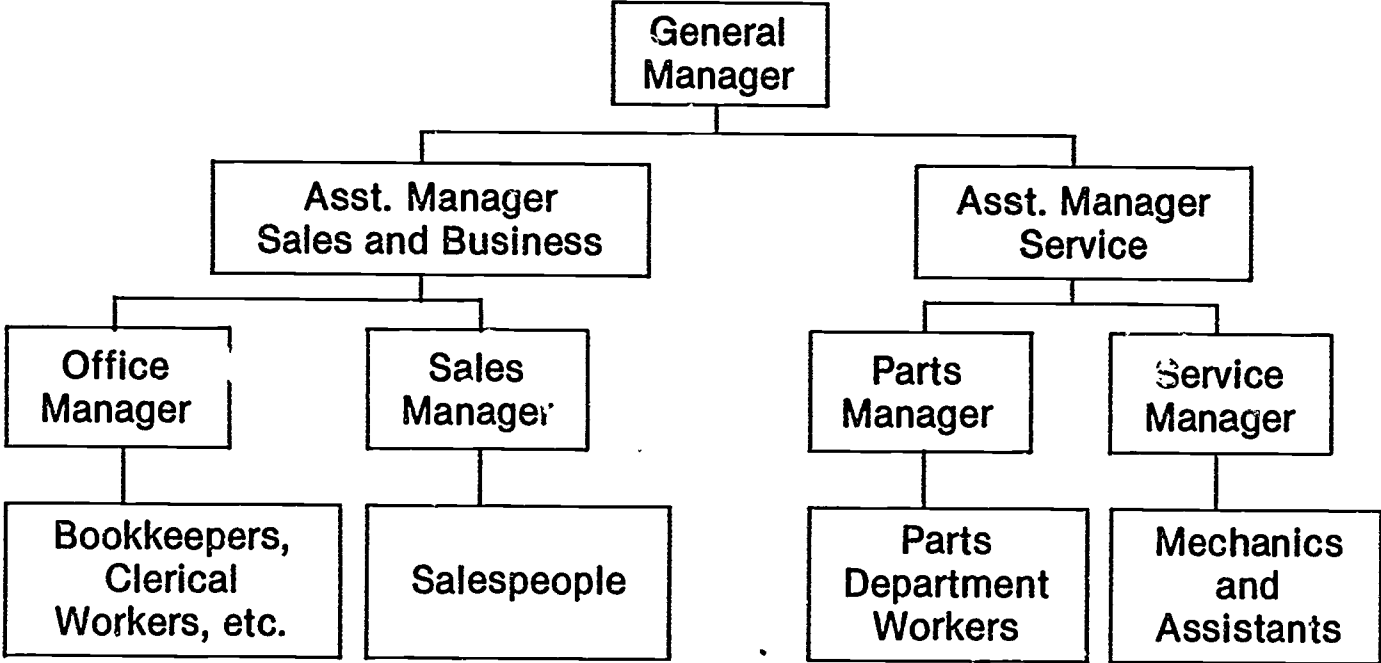 General
Manager
Asst. Manager
Sales and Business
Asst. Manager
Service
Office
Manager
Sales
Manager
Parts
Manager
Service
Manager
Bookkeepers,
Clerical
Workers, etc.
Salespeople
Parts
Department
Workers
Mechanics
and
Assistants